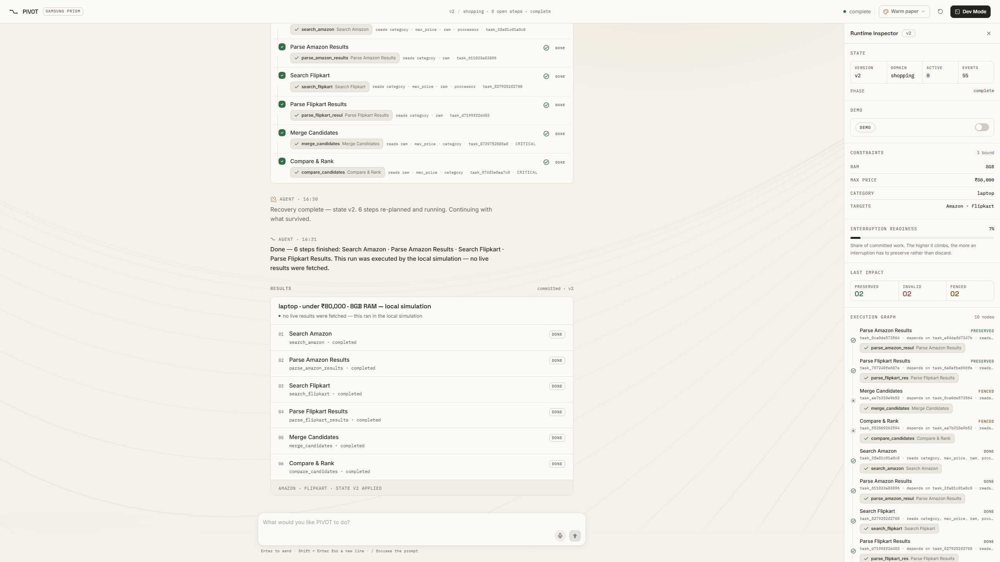 PIVOT SAMSUNG PRISM
v2 / shopping · 0 open steps · complete
complete Warm paper Dev Mode
search_amazon Search Amazon reads category · max_price · ram · processor · task_3fa81c01a0c8
Parse Amazon Results DONE
parse_amazon_results Parse Amazon Results reads category · ram · task_611023a83896
Search Flipkart DONE
search_flipkart Search Flipkart reads category · max_price · ram · processor · task_8279252f2768
Parse Flipkart Results DONE
parse_flipkart_resul Parse Flipkart Results reads category · ram · task_d7199ff2d403
Merge Candidates DONE
merge_candidates Merge Candidates reads ram · max_price · category · task_8739752085a0 · CRITICAL
Compare & Rank DONE
compare_candidates Compare & Rank reads ram · max_price · category · task_974f3e0aa7c0 · CRITICAL
AGENT · 16:30
Recovery complete — state v2. 6 steps re-planned and running. Continuing with
what survived.
AGENT · 16:31
Done — 6 steps finished: Search Amazon · Parse Amazon Results · Search Flipkart ·
Parse Flipkart Results. This run was executed by the local simulation — no live
results were fetched.
RESULTS committed · v2
laptop · under ₹80,000 · 8GB RAM — local simulation
no live results were fetched — this ran in the local simulation
01 Search Amazon DONE
search_amazon · completed
02 Parse Amazon Results DONE
parse_amazon_results · completed
03 Search Flipkart DONE
search_flipkart · completed
04 Parse Flipkart Results DONE
parse_flipkart_results · completed
05 Merge Candidates DONE
merge_candidates · completed
06 Compare & Rank DONE
compare_candidates · completed
AMAZON · FLIPKART · STATE V2 APPLIED
What would you like PIVOT to do?
Enter to send · Shift + Enter for a new line · / focuses the prompt
Runtime Inspector v2
STATE
VERSION DOMAIN ACTIVE EVENTS
v2 shopping 0 55
PHASE complete
DEMO
DEMO
CONSTRAINTS 3 bound
RAM 8GB
MAX PRICE ₹80,000
CATEGORY laptop
TARGETS Amazon · Flipkart
INTERRUPTION READINESS 7%
Share of committed work. The higher it climbs, the more an
interruption has to preserve rather than discard.
LAST IMPACT
PRESERVED INVALID FENCED
02 02 02
EXECUTION GRAPH 10 nodes
Parse Amazon Results PRESERVED
task_0ca0de573564 · depends on task_a94dafd7347b · reads…
parse_amazon_resul Parse Amazon Results
Parse Flipkart Results PRESERVED
task_797240fe687e · depends on task_6a0afbe69dfe · reads…
parse_flipkart_res Parse Flipkart Results
Merge Candidates FENCED
task_ae7b310e9b52 · depends on task_0ca0de573564 · reads…
merge_candidates Merge Candidates
Compare & Rank FENCED
task_552869263594 · depends on task_ae7b310e9b52 · reads…
compare_candidates Compare & Rank
Search Amazon DONE
task_3fa81c01a0c8 · reads category, max_price, ram, proc…
search_amazon Search Amazon
Parse Amazon Results DONE
task_611023a83896 · depends on task_3fa81c01a0c8 · reads…
parse_amazon_resul Parse Amazon Results
Search Flipkart DONE
task_8279252f2768 · reads category, max_price, ram, proc…
search_flipkart Search Flipkart
Parse Flipkart Results DONE
task_d7199ff2d403 · depends on task_8279252f2768 · reads…
parse_flipkart_res Parse Flipkart Results